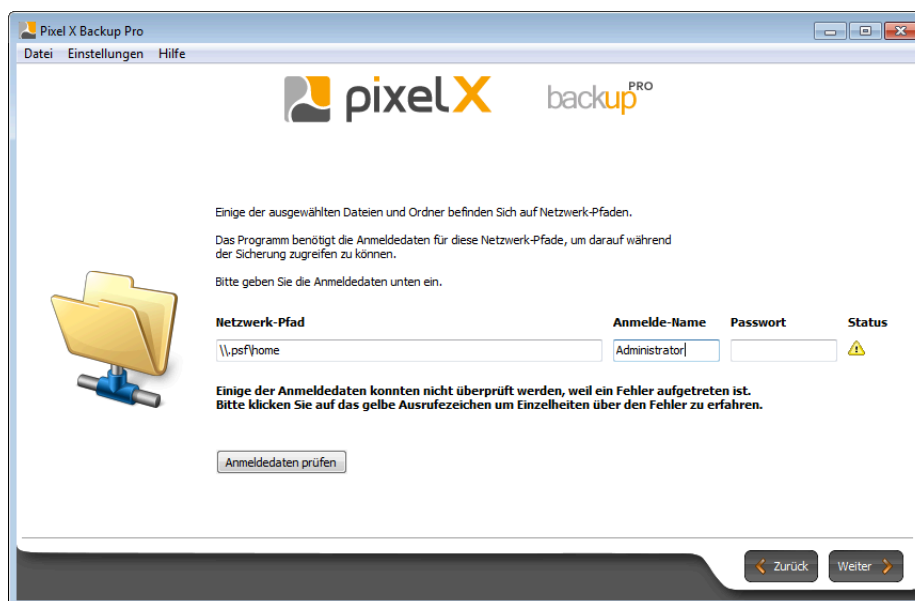 Pixel X Backup Pro
Datei Einstellungen Hilfe
pixelX backup PRO
Einige der ausgewählten Dateien und Ordner befinden Sich auf Netzwerk-Pfaden.
Das Programm benötigt die Anmeldedaten für diese Netzwerk-Pfade, um darauf während
der Sicherung zugreifen zu können.
Bitte geben Sie die Anmeldedaten unten ein.
Netzwerk-Pfad Anmelde-Name Passwort Status
\\.psf\home Administrator
Einige der Anmeldedaten konnten nicht überprüft werden, weil ein Fehler aufgetreten ist.
Bitte klicken Sie auf das gelbe Ausrufezeichen um Einzelheiten über den Fehler zu erfahren.
Anmeldedaten prüfen
Zurück Weiter